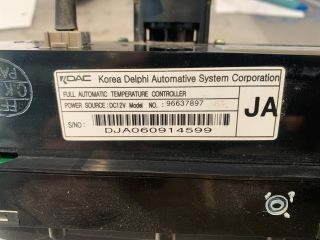 KDAC Korea Delphi Automotive System Corporation
FULL AUTOMATIC TEMPERATURE CONTROLLER
POWER SOURCE : DC12V Model NO. : 96637897
S/NO :
DJA060914599
JA